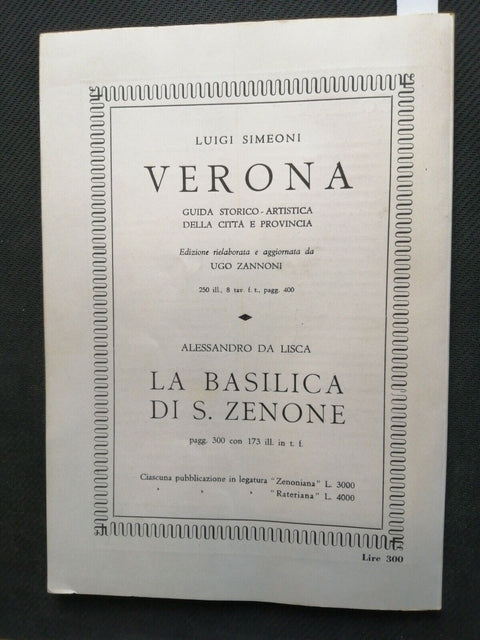 LUIGI SIMEONI
VERONA
GUIDA STORICO-ARTISTICA
DELLA CITTÀ E PROVINCIA
Edizione rielaborata e aggiornata da
UGO ZANNONI
250 ill., 8 tav. f. t., pagg. 400
ALESSANDRO DA LISCA
LA BASILICA
DI S. ZENONE
pagg. 300 con 173 ill. in t. f.
Ciascuna pubblicazione in legatura "Zenoniana" L. 3000
" " " "Rateriana" L. 4000
Lire 300